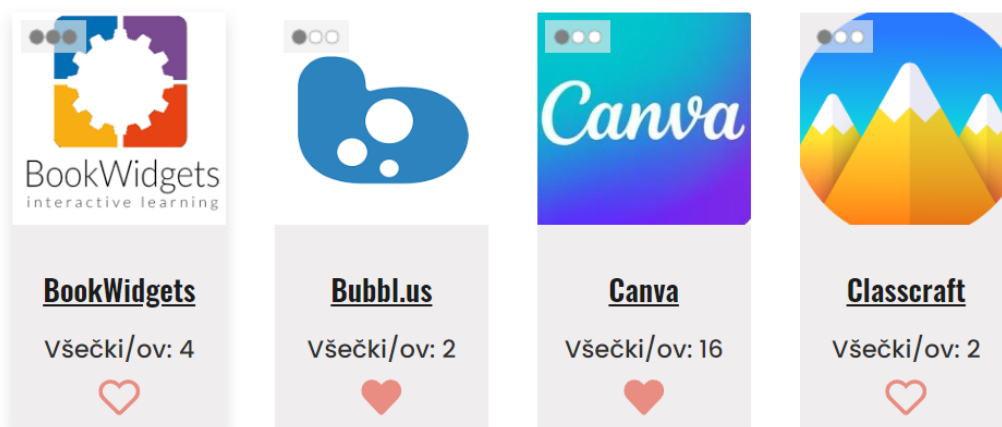 BookWidgets
interactive learning
Canva
BookWidgets
Bubbl.us
Canva
Classcraft
Všečki/ov: 4
Všečki/ov: 2
Všečki/ov: 16
Všečki/ov: 2